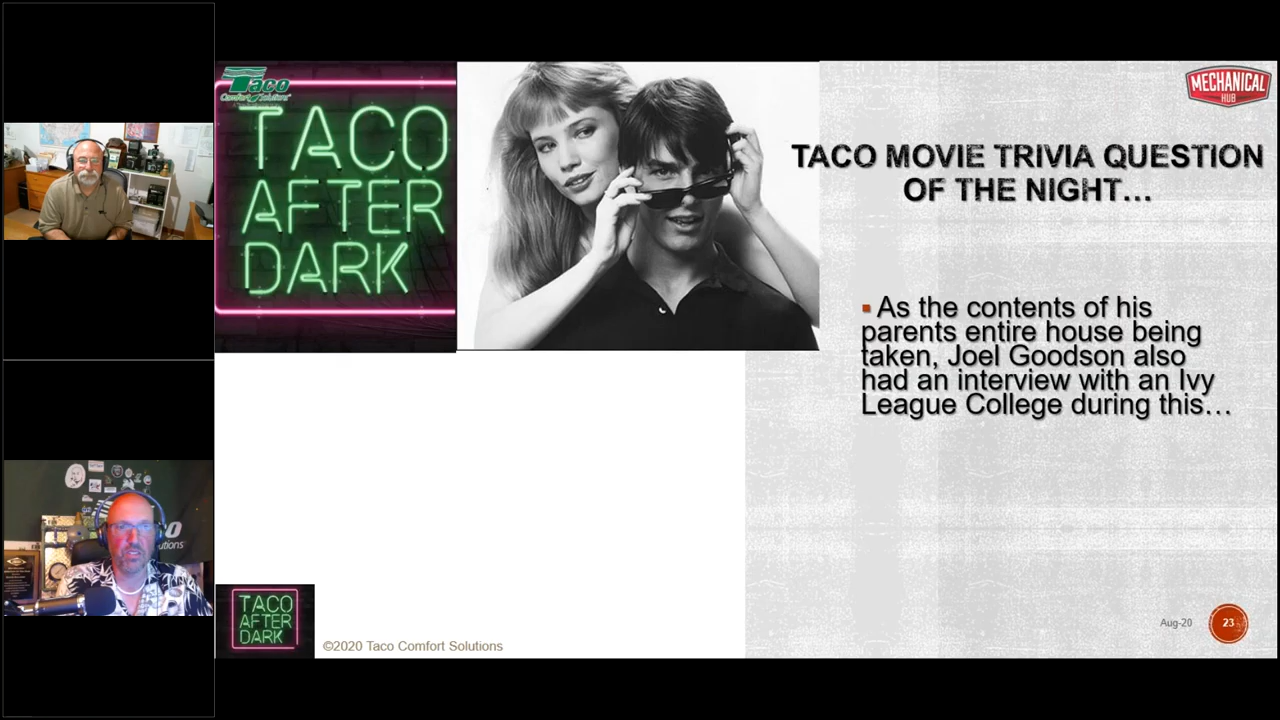 Taco
Comfort Solutions
TACO
AFTER
DARK
MECHANICAL
HUB
TACO MOVIE TRIVIA QUESTION
OF THE NIGHT…
▪ As the contents of his
parents entire house being
taken, Joel Goodson also
had an interview with an Ivy
League College during this…
TACO
AFTER
DARK
©2020 Taco Comfort Solutions
Aug-20
23